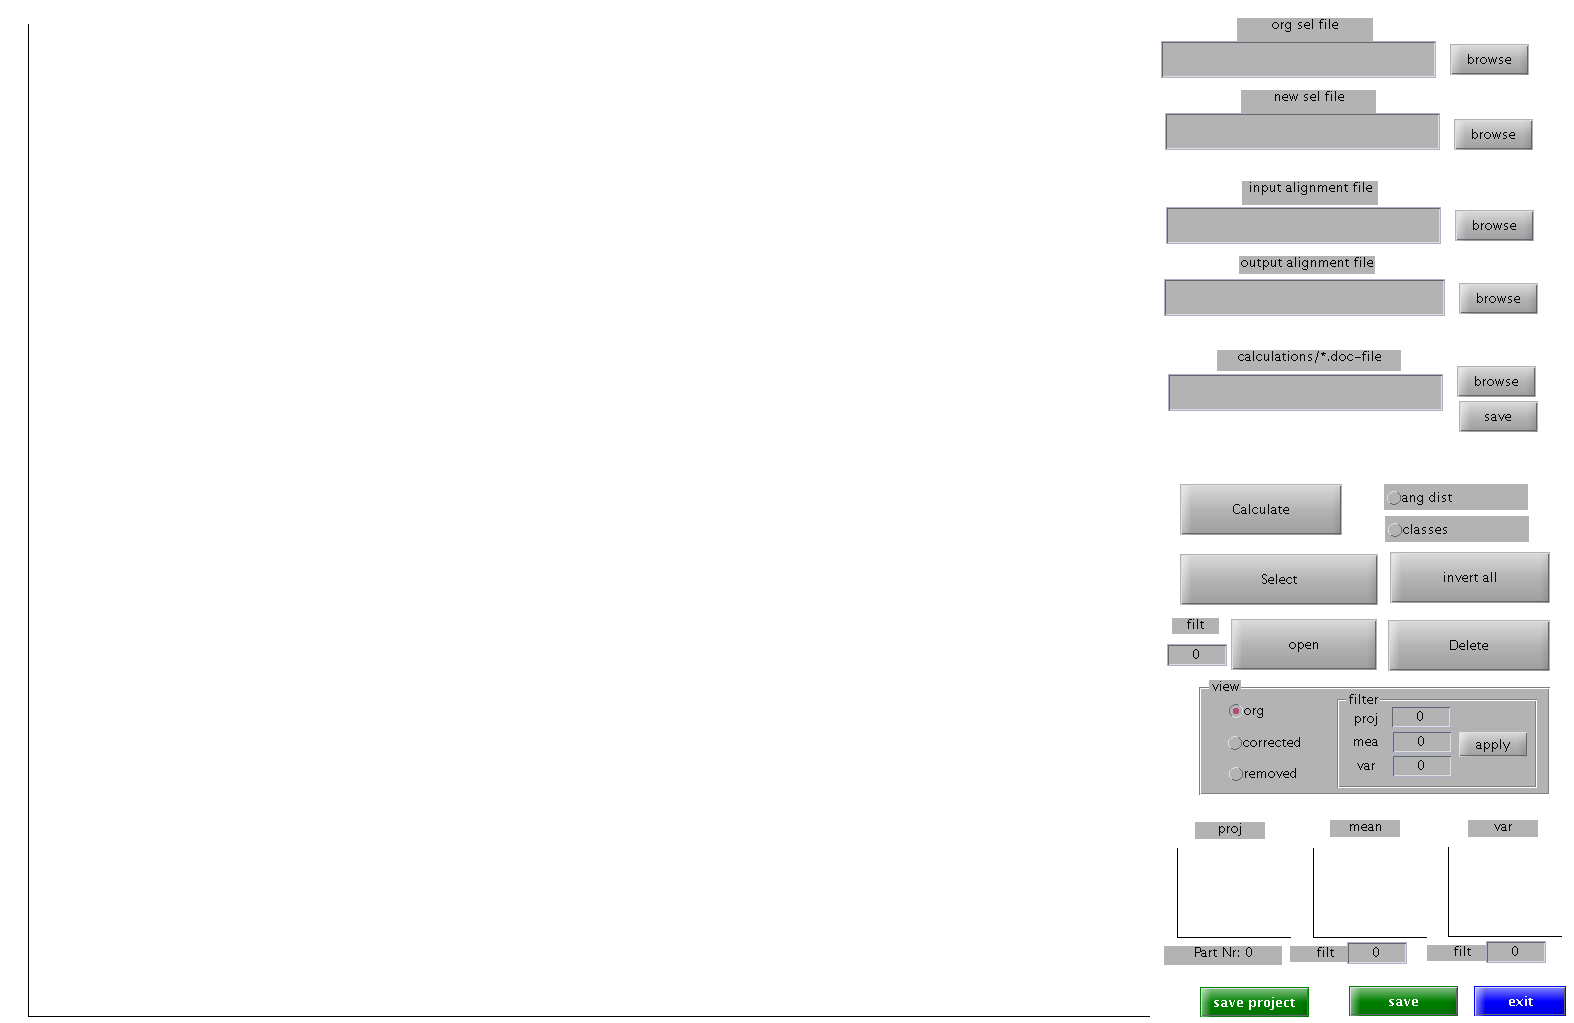 org sel file
browse
new sel file
browse
input alignment file
browse
output alignment file
browse
calculations/*.doc-file
browse
save
Calculate
ang dist
classes
Select
invert all
filt
0
open
Delete
view
org
corrected
removed
filter
proj 0
mea 0
var 0
apply
proj
mean
var
Part Nr: 0
filt 0
filt 0
save project
save
exit